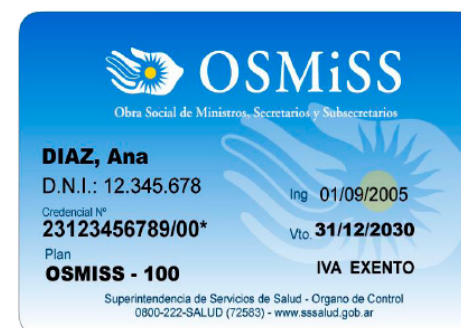 OSMiSS
Obra Social de Ministros, Secretarios y Subsecretarios
DIAZ, Ana
D.N.I.: 12.345.678
Ing 01/09/2005
Credencial Nº
23123456789/00*
Vto. 31/12/2030
Plan
OSMISS - 100
IVA EXENTO
Superintendencia de Servicios de Salud - Organo de Control
0800-222-SALUD (72583) - www.sssalud.gob.ar